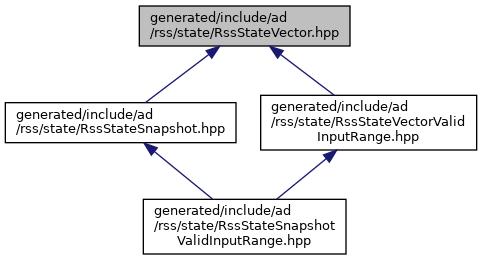 generated/include/ad
/rss/state/RssStateVector.hpp
generated/include/ad
/rss/state/RssStateSnapshot.hpp
generated/include/ad
/rss/state/RssStateVectorValid
InputRange.hpp
generated/include/ad
/rss/state/RssStateSnapshot
ValidInputRange.hpp